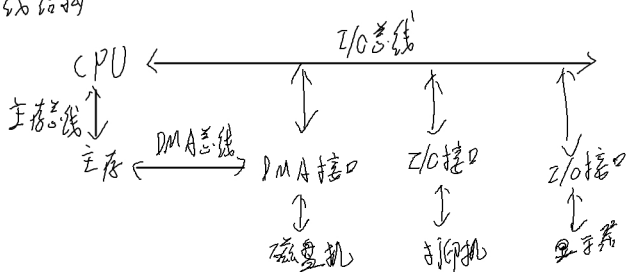 线结构
I/O总线
CPU
主存总线
DMA总线
主存
DMA接口
I/O接口
I/O接口
磁盘机
打印机
显示器